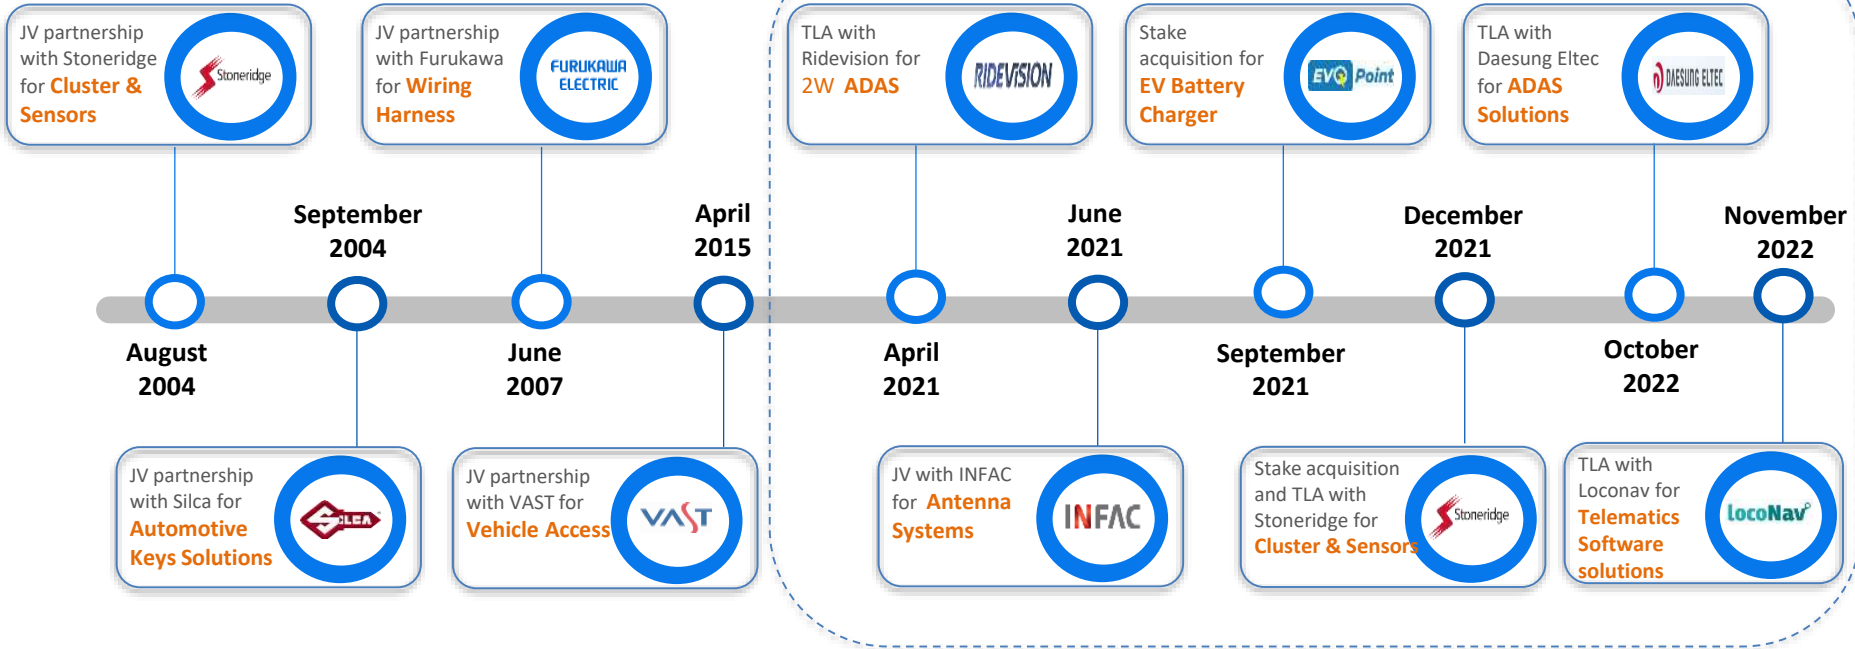 JV partnership
with Stoneridge
for Cluster &
Sensors
Stoneridge
JV partnership
with Furukawa
for Wiring
Harness
FURUKAWA
ELECTRIC
TLA with
Ridevision for
2W ADAS
RIDEVISION
Stake
acquisition for
EV Battery
Charger
EVQ Point
TLA with
Daesung Eltec
for ADAS
Solutions
DAESUNG ELTEC
September
2004
April
2015
June
2021
December
2021
November
2022
August
2004
June
2007
April
2021
September
2021
October
2022
JV partnership
with Silca for
Automotive
Keys Solutions
SILCA
JV partnership
with VAST for
Vehicle Access
VAST
JV with INFAC
for Antenna
Systems
INFAC
Stake acquisition
and TLA with
Stoneridge for
Cluster & Sensors
Stoneridge
TLA with
Loconav for
Telematics
Software
solutions
LocoNav